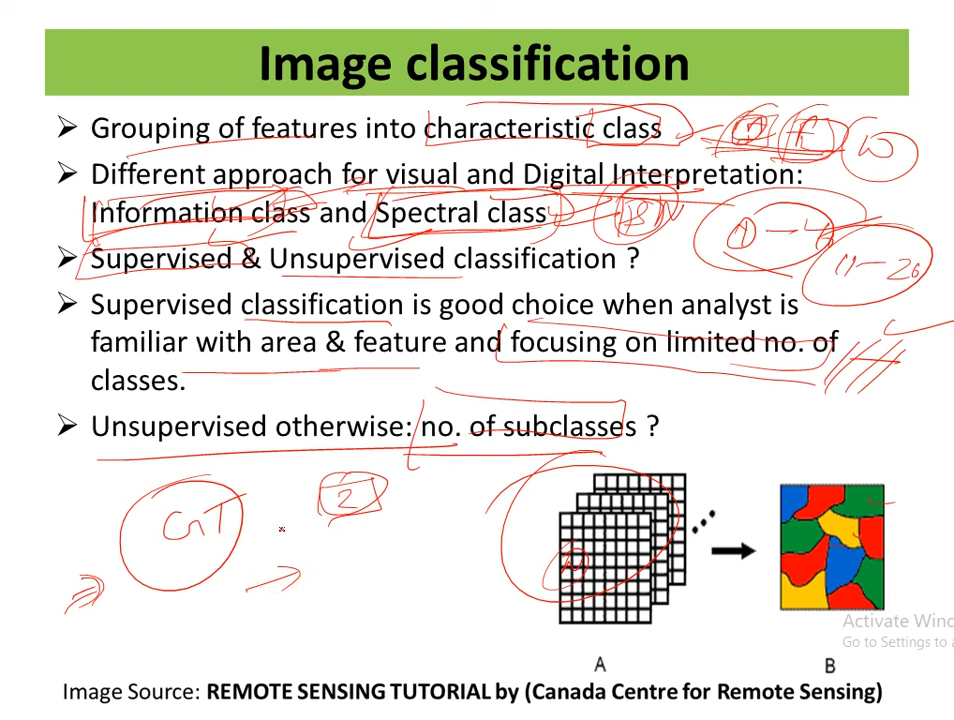 Image classification
➢ Grouping of features into characteristic class
➢ Different approach for visual and Digital Interpretation:
Information class and Spectral class
➢ Supervised & Unsupervised classification ?
➢ Supervised classification is good choice when analyst is
familiar with area & feature and focusing on limited no. of
classes.
➢ Unsupervised otherwise: no. of subclasses ?
W
11 – 20
GT
2
N
A
B
Activate Winc
Go to Settings to a
Image Source: REMOTE SENSING TUTORIAL by (Canada Centre for Remote Sensing)